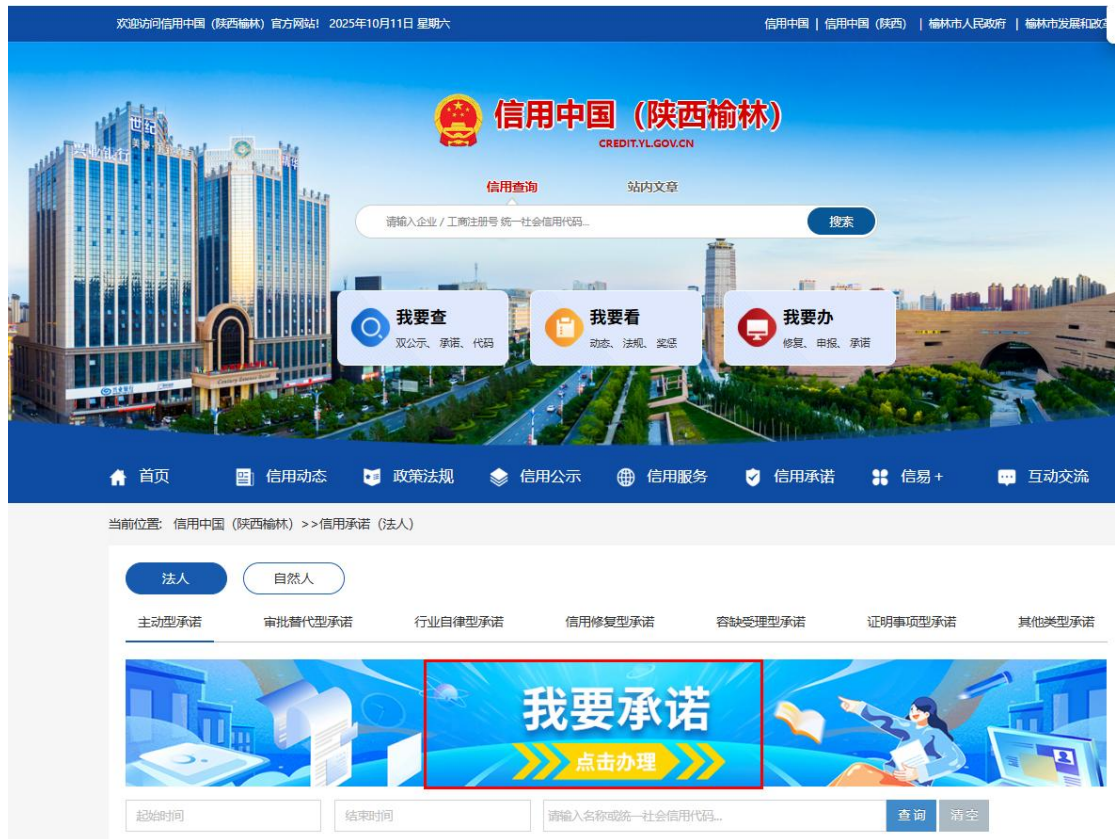 欢迎访问信用中国（陕西榆林）官方网站！ 2025年10月11日 星期六
信用中国 | 信用中国（陕西） | 榆林市人民政府 | 榆林市发展和改
信用中国（陕西榆林）
CREDIT.YL.GOV.CN
信用查询 站内文章
请输入企业 / 工商注册号 统一社会信用代码...
搜索
世纪
兴业银行
我要查
双公示、承诺、代码
我要看
动态、法规、奖惩
我要办
修复、申报、承诺
首页 信用动态 政策法规 信用公示 信用服务 信用承诺 信易+ 互动交流
当前位置: 信用中国（陕西榆林）>>信用承诺（法人）
法人 自然人
主动型承诺 审批替代型承诺 行业自律型承诺 信用修复型承诺 容缺受理型承诺 证明事项型承诺 其他类型承诺
我要承诺
点击办理
起始时间 结束时间 请输入名称或统一社会信用代码... 查询 清空